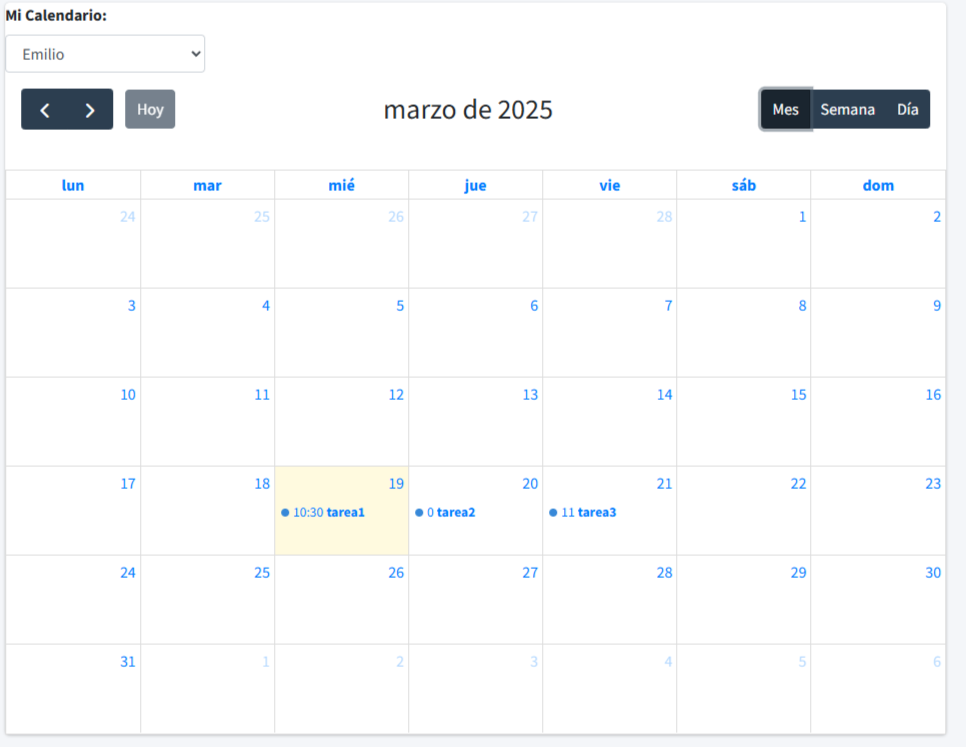 Mi Calendario:
Emilio
Hoy
marzo de 2025
Mes Semana Día
lun mar mié jue vie sáb dom
24 25 26 27 28 1 2
3 4 5 6 7 8 9
10 11 12 13 14 15 16
17 18 19 20 21 22 23
10:30 tarea1 0 tarea2 11 tarea3
24 25 26 27 28 29 30
31 1 2 3 4 5 6